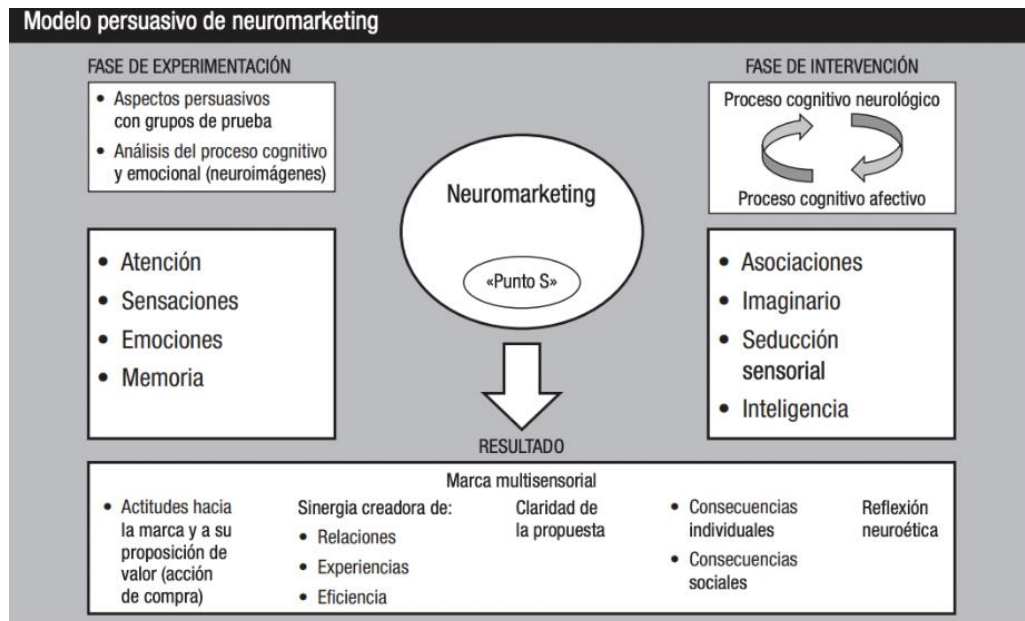 Modelo persuasivo de neuromarketing
FASE DE EXPERIMENTACIÓN
• Aspectos persuasivos
con grupos de prueba
• Análisis del proceso cognitivo
y emocional (neuroimágenes)
• Atención
• Sensaciones
• Emociones
• Memoria
Neuromarketing
«Punto S»
FASE DE INTERVENCIÓN
Proceso cognitivo neurológico
Proceso cognitivo afectivo
• Asociaciones
• Imaginario
• Seducción
sensorial
• Inteligencia
RESULTADO
Marca multisensorial
• Actitudes hacia
la marca y a su
proposición de
valor (acción
de compra)
Sinergia creadora de:
• Relaciones
• Experiencias
• Eficiencia
Claridad de
la propuesta
• Consecuencias
individuales
• Consecuencias
sociales
Reflexión
neuroética